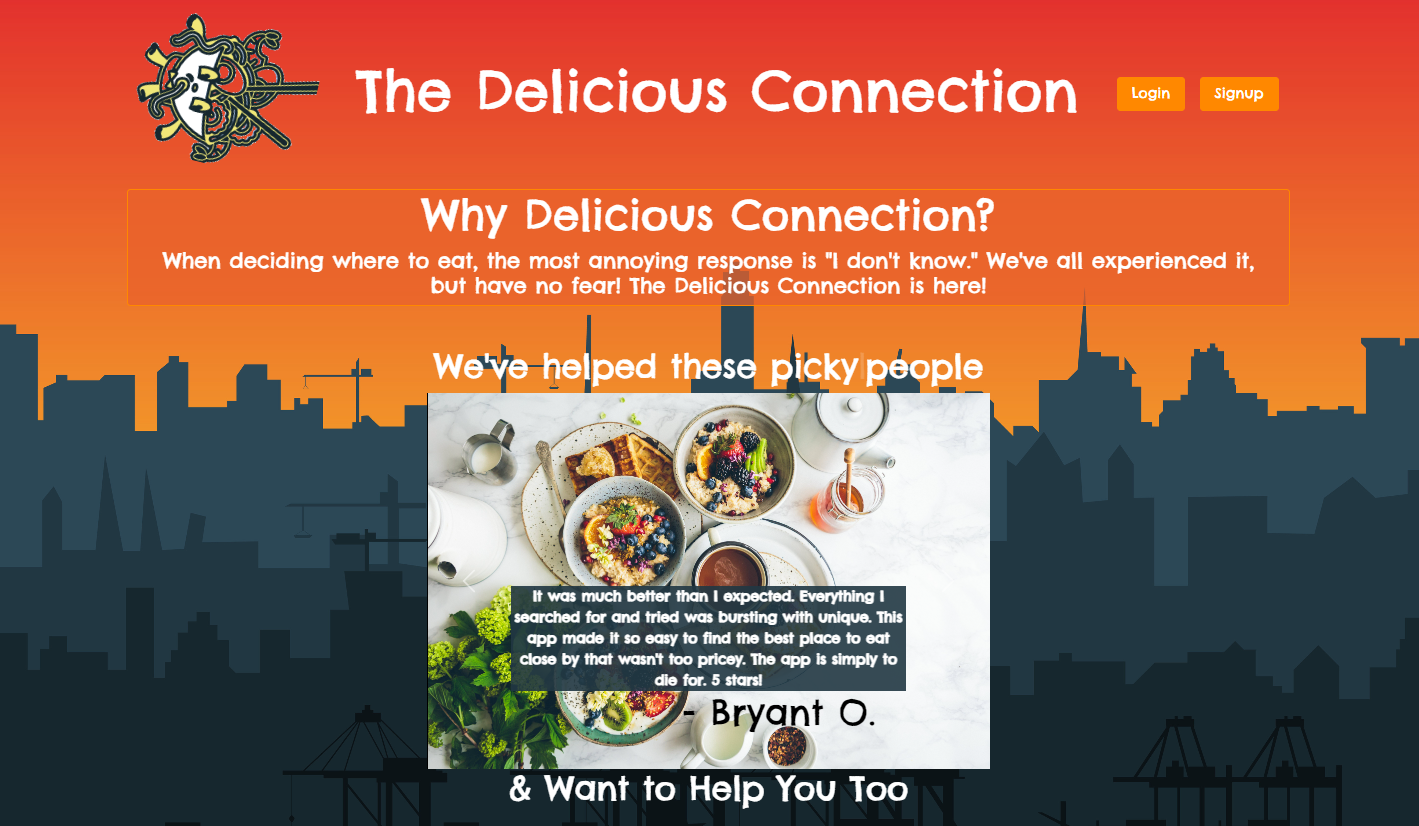 The Delicious Connection
Login
Signup
Why Delicious Connection?
When deciding where to eat, the most annoying response is "I don't know." We've all experienced it,
but have no fear! The Delicious Connection is here!
We've helped these picky people
It was much better than I expected. Everything I
searched for and tried was bursting with unique. This
app made it so easy to find the best place to eat
close by that wasn't too pricey. The app is simply to
die for. 5 stars!
- Bryant O.
& Want to Help You Too